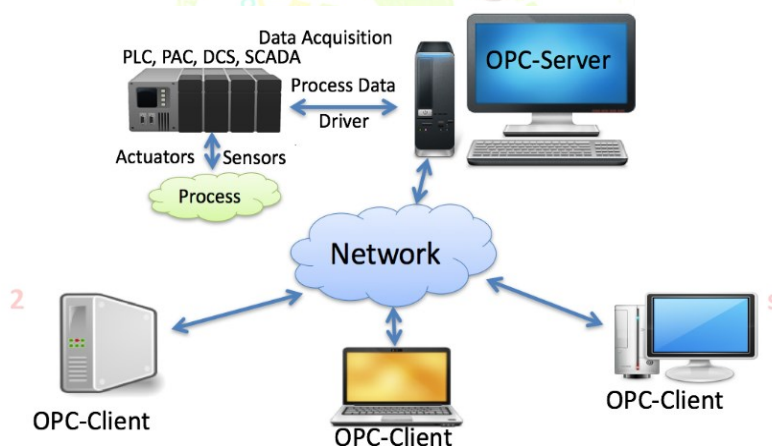 Data Acquisition
PLC, PAC, DCS, SCADA
OPC-Server
Process Data
Driver
Actuators
Sensors
Process
Network
2
s
OPC-Client
OPC-Client
OPC-Client